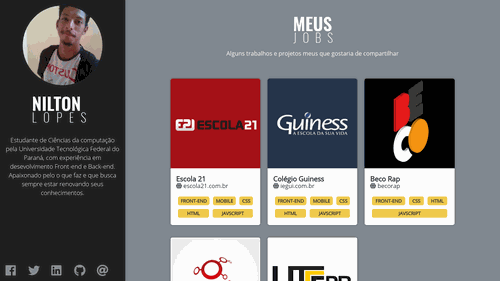 NILTON
LOPES
Estudante de Ciências da computação
pela Universidade Tecnológica Federal do
Paraná, com experiência em
desevolvimento Front-end e Back-end.
Apaixonado pelo o que faz e que busca
sempre estar renovando seus
conhecimentos.
MEUS
JOBS
Alguns trabalhos e projetos meus que gostaria de compartilhar
E21 ESCOLA21
Escola 21
escola21.com.br
FRONT-END MOBILE CSS
HTML JAVSCRIPT
Guiness
A ESCOLA DA SUA VIDA
Colégio Guiness
iegui.com.br
FRONT-END MOBILE CSS
HTML JAVSCRIPT
BECO
Beco Rap
becorap
FRONT-END CSS HTML
JAVSCRIPT